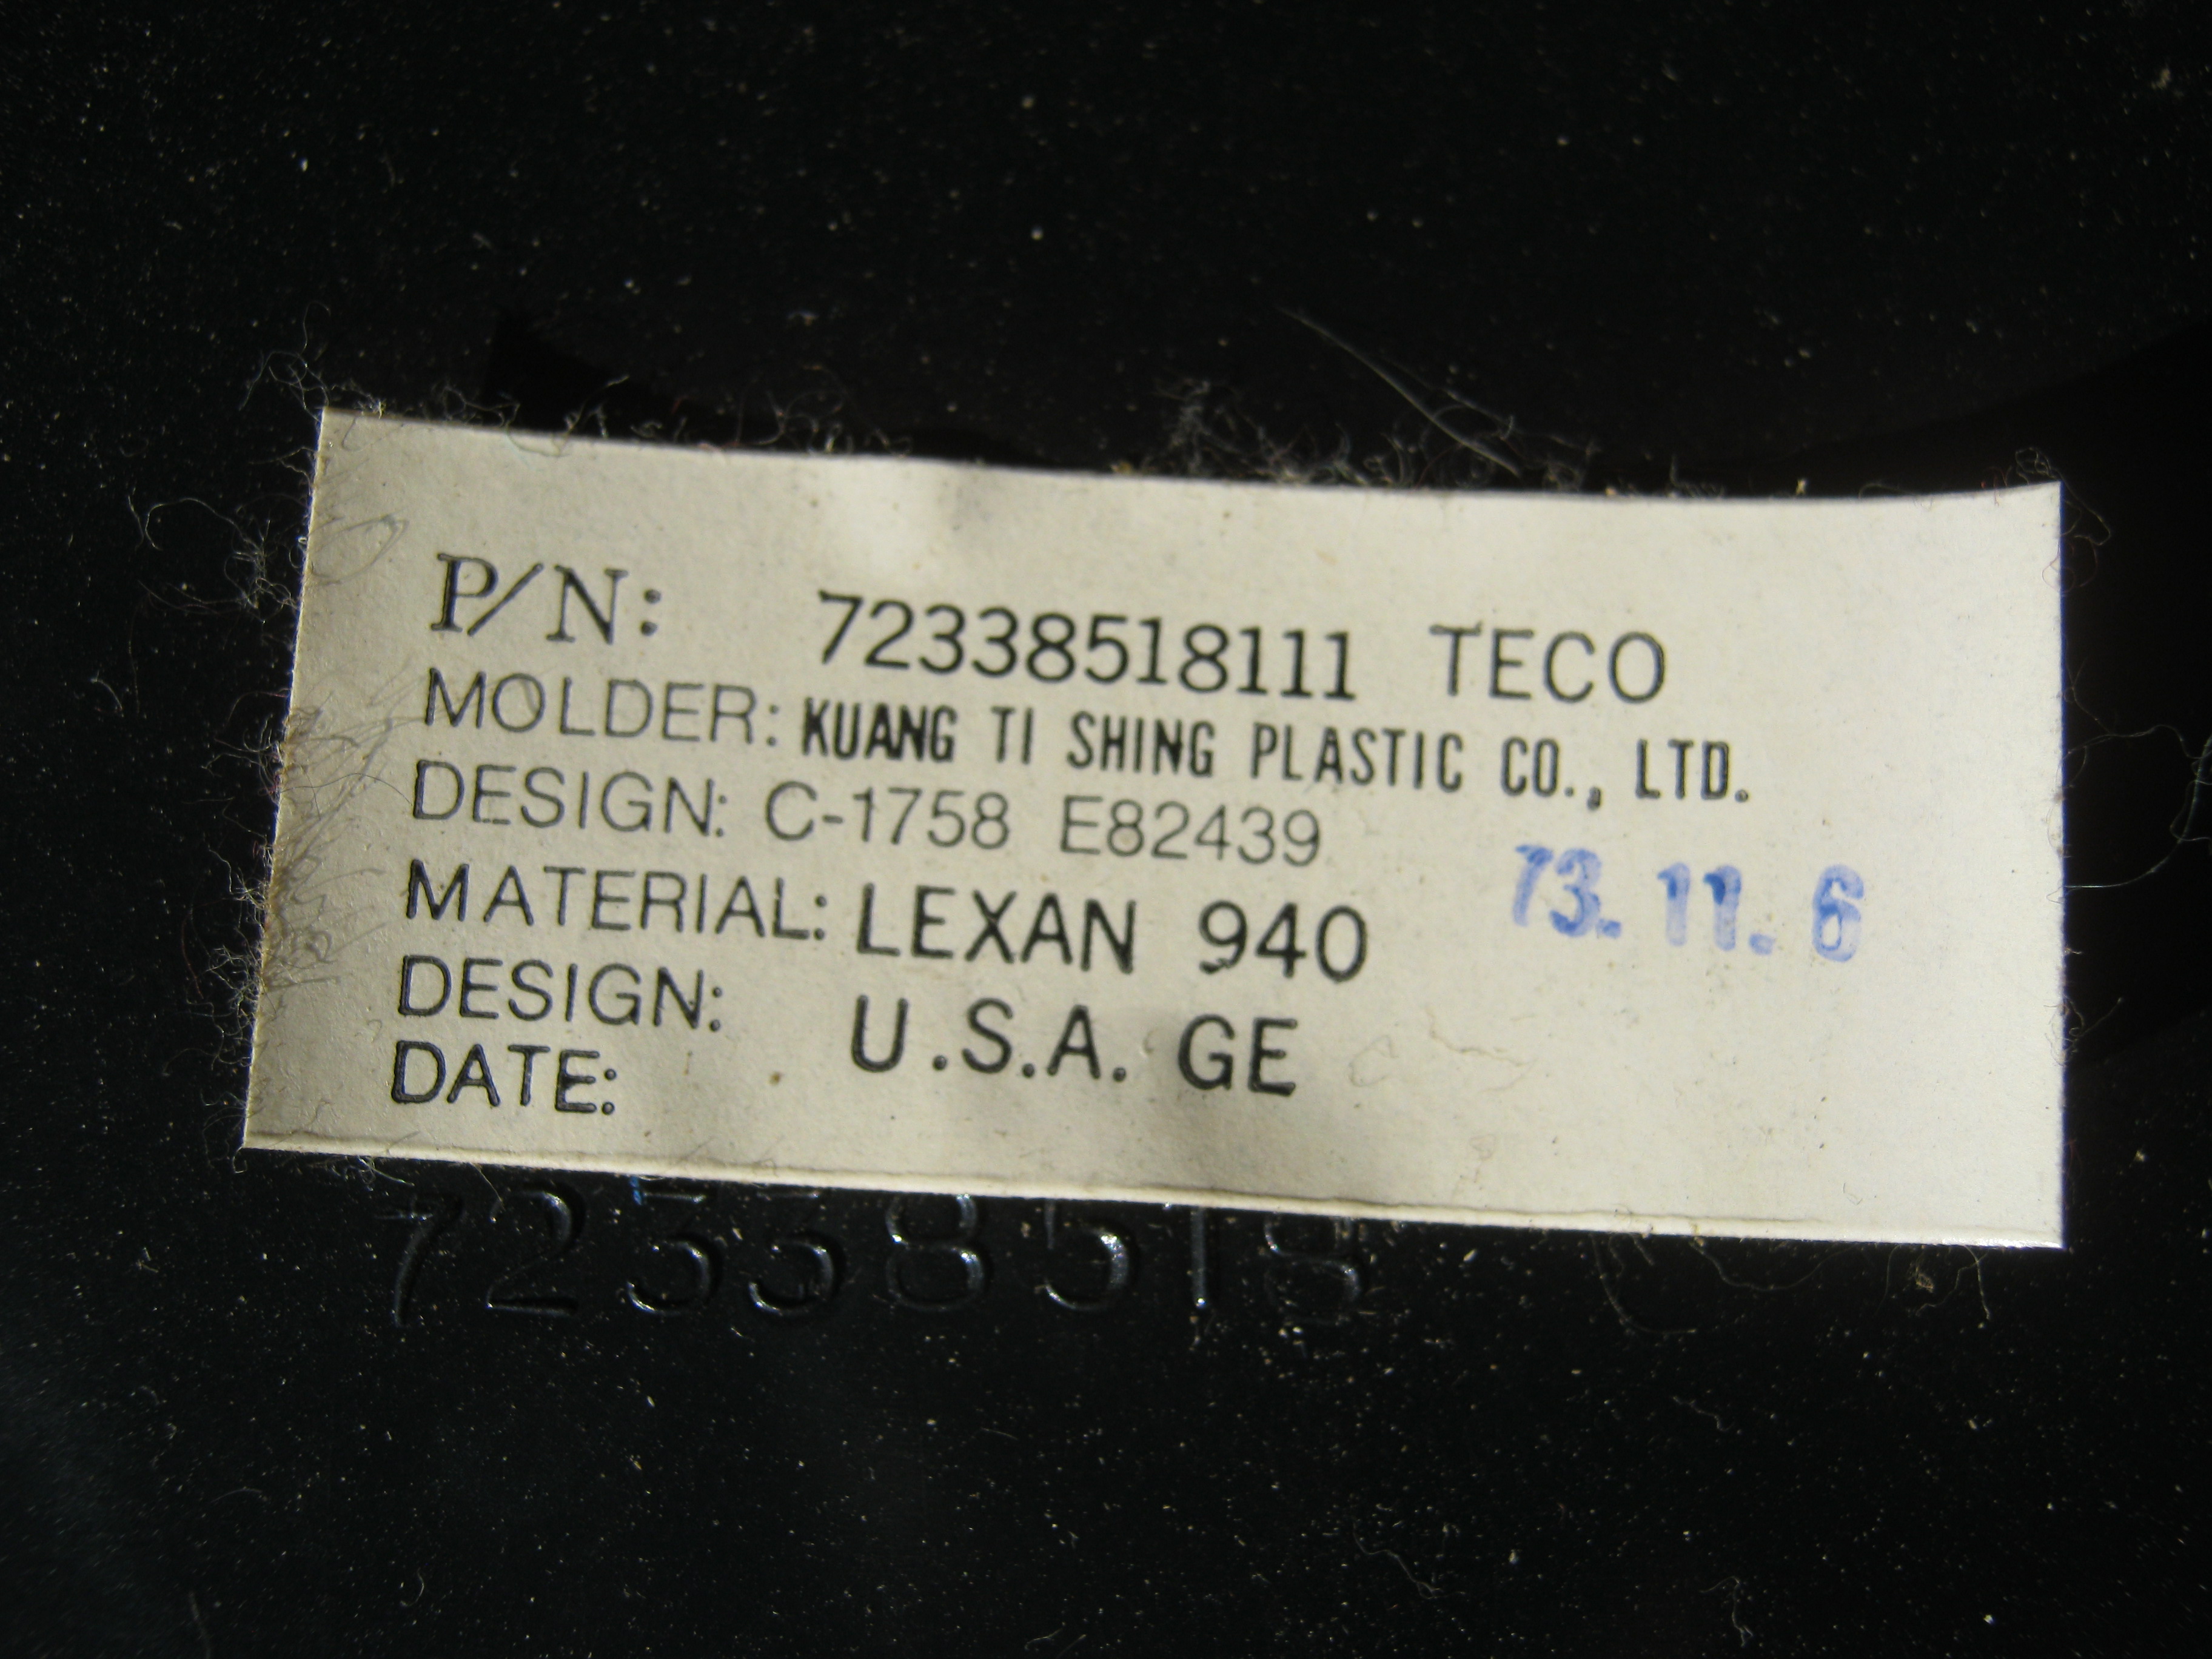 P/N: 72338518111 TECO
MOLDER: KUANG TI SHING PLASTIC CO., LTD.
DESIGN: C-1758 E82439
73.11.6
MATERIAL: LEXAN 940
DESIGN: U.S.A. GE
DATE:
72338518